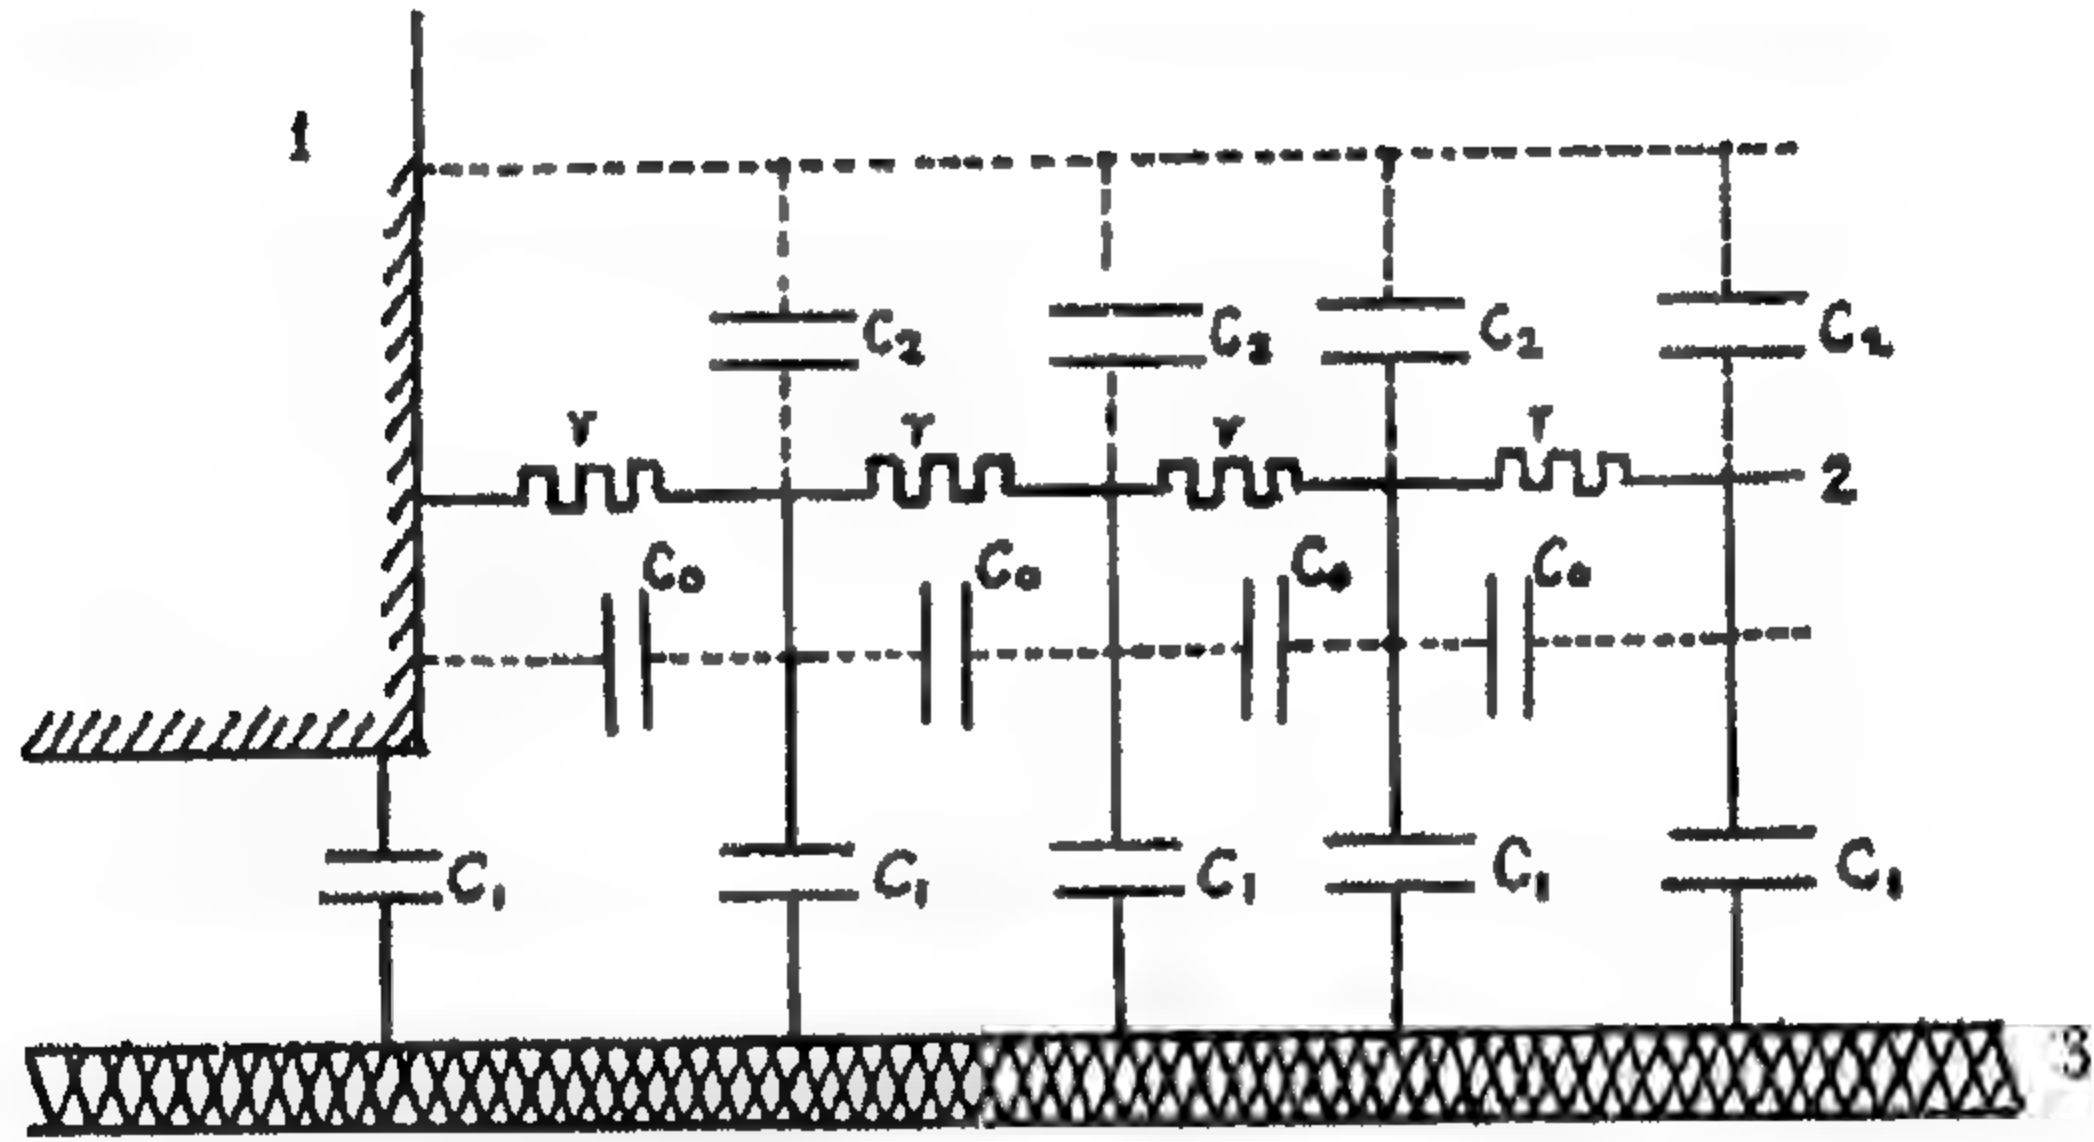 1
C₂ C₂ C₂ C₂
r r r r
2
C₀ C₀ C₀ C₀
C₁ C₁ C₁ C₁ C₁
3